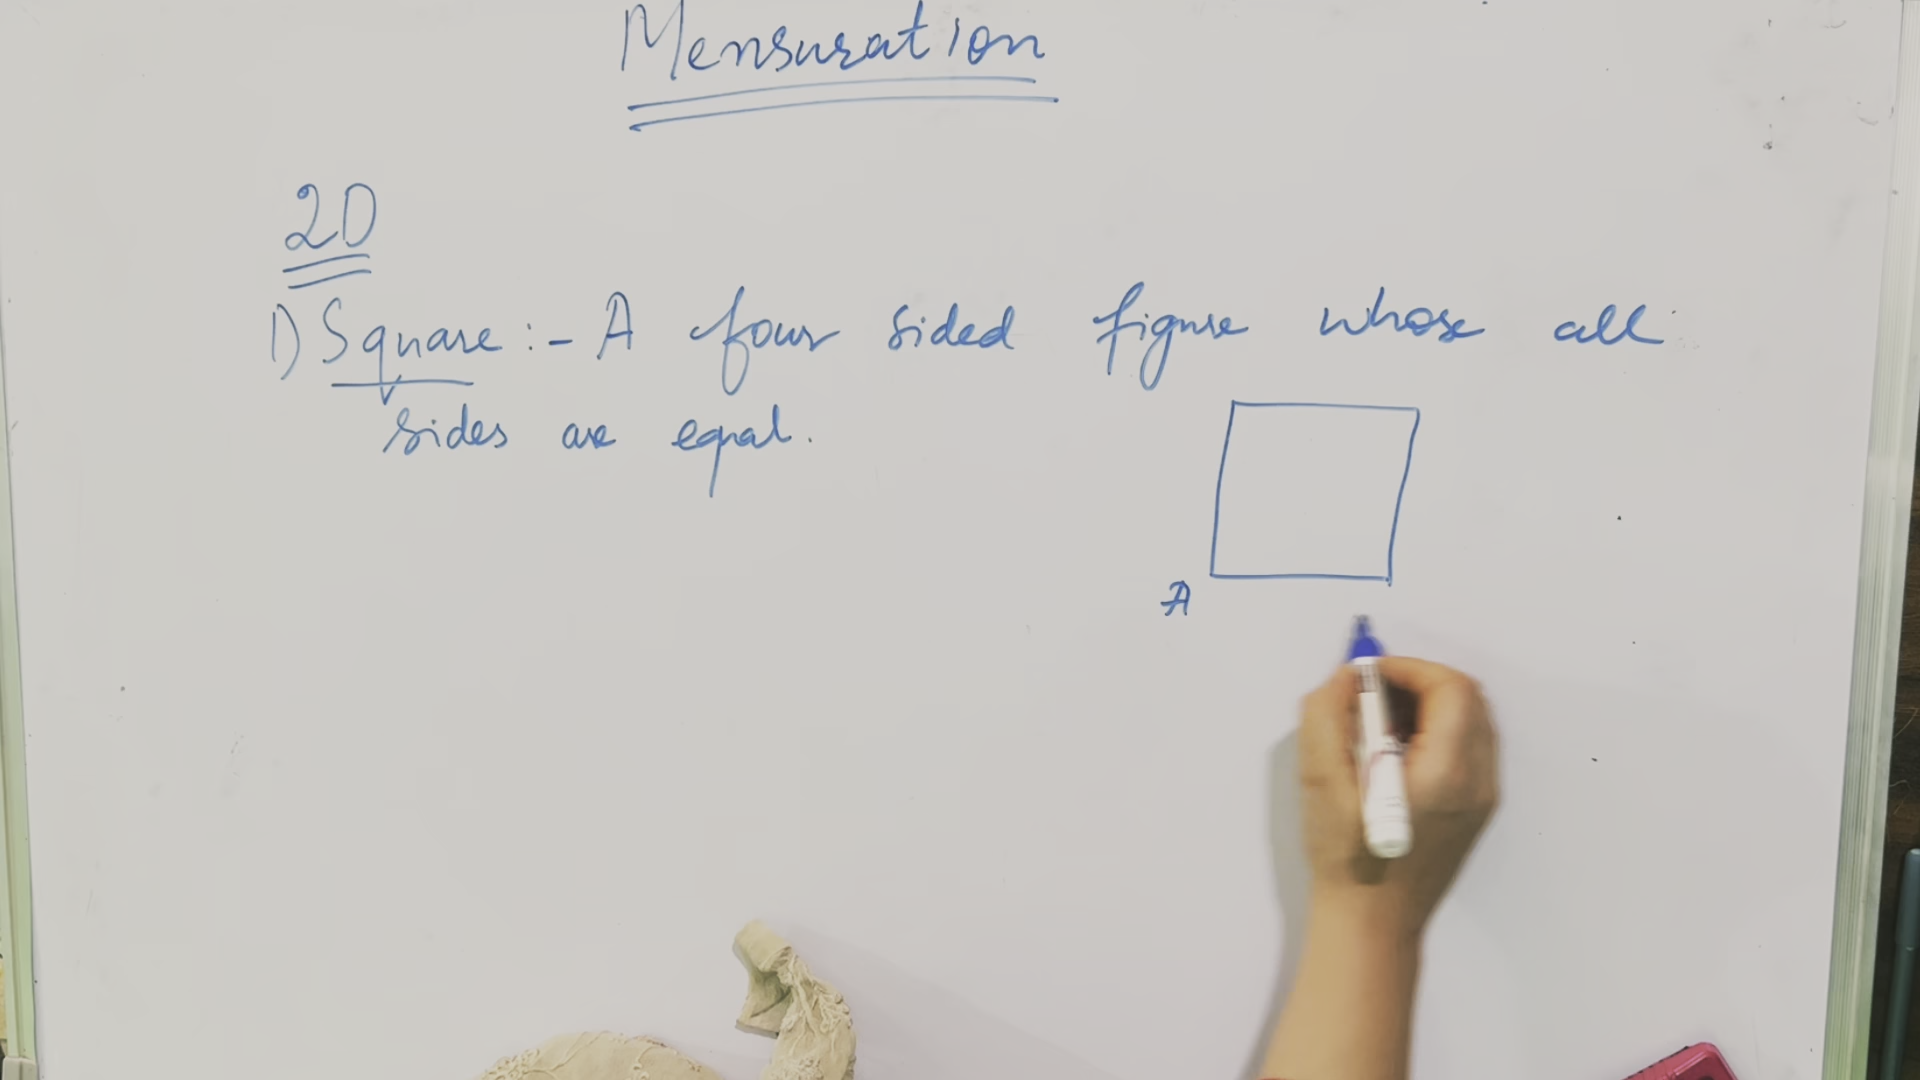 Mensuration
2D
1) Square :- A four sided figure whose all
sides are equal.
A